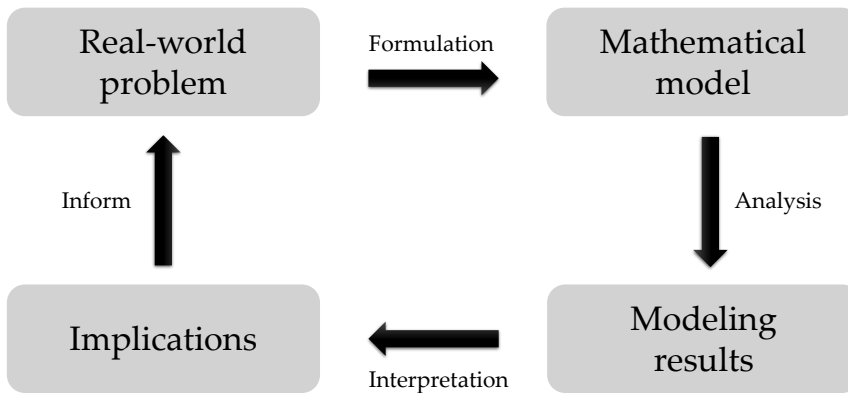 Real-world
problem
Formulation
Mathematical
model
Inform
Analysis
Implications
Interpretation
Modeling
results